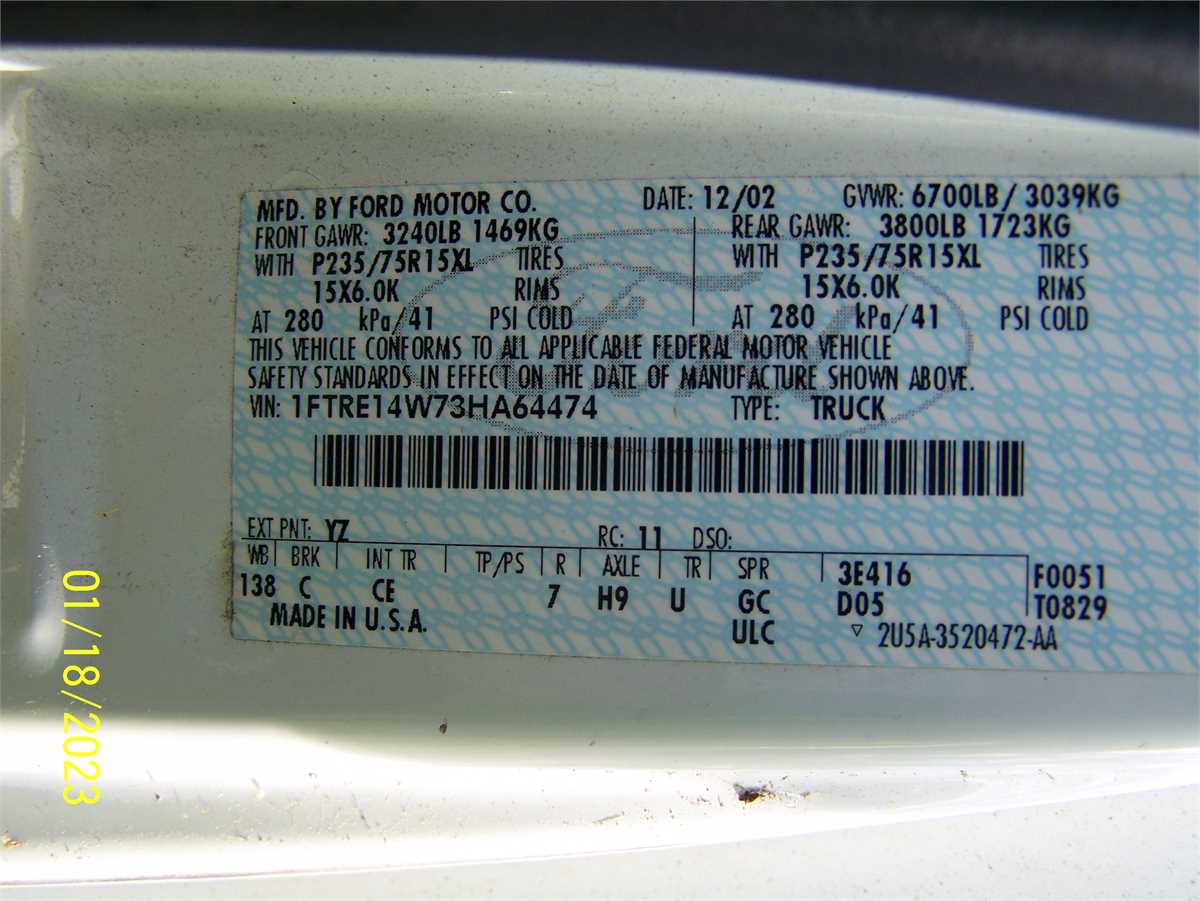 MFD. BY FORD MOTOR CO. DATE: 12/02 GVWR: 6700LB/ 3039KG
FRONT GAWR: 3240LB 1469KG REAR GAWR: 3800LB 1723KG
WITH P235/75R15XL TIRES WITH P235/75R15XL TIRES
15X6.0K RIMS 15X6.0K RIMS
AT 280 kPa/41 PSI COLD AT 280 kPa/41 PSI COLD
THIS VEHICLE CONFORMS TO ALL APPLICABLE FEDERAL MOTOR VEHICLE
SAFETY STANDARDS IN EFFECT ON THE DATE OF MANUFACTURE SHOWN ABOVE.
VIN: 1FTRE14W73HA64474 TYPE: TRUCK
EXT PNT: YZ RC: 11 DSO:
WB BRK INT TR TP/PS R AXLE TR SPR 3E416 F0051
138 C CE 7 H9 U GC D05 T0829
MADE IN U.S.A. ULC 2U5A-3520472-AA
01/18/2023